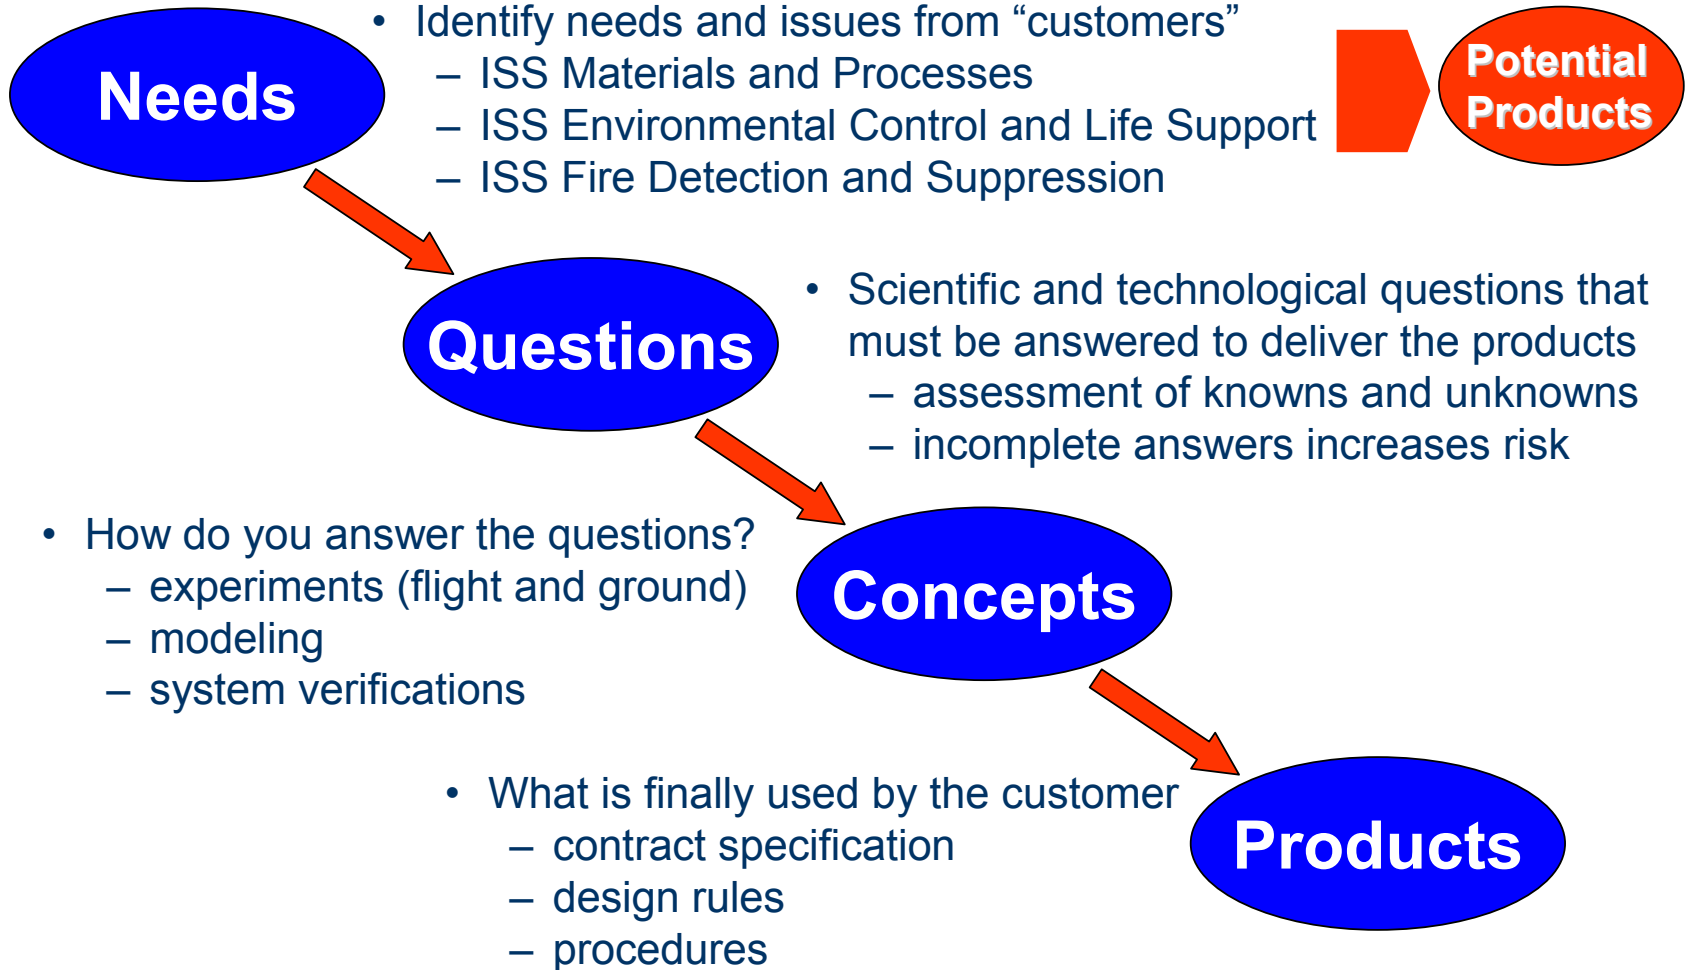 Needs
• Identify needs and issues from “customers”
– ISS Materials and Processes
– ISS Environmental Control and Life Support
– ISS Fire Detection and Suppression
Potential
Products
Questions
• Scientific and technological questions that
must be answered to deliver the products
– assessment of knowns and unknowns
– incomplete answers increases risk
• How do you answer the questions?
– experiments (flight and ground)
– modeling
– system verifications
Concepts
• What is finally used by the customer
– contract specification
– design rules
– procedures
Products